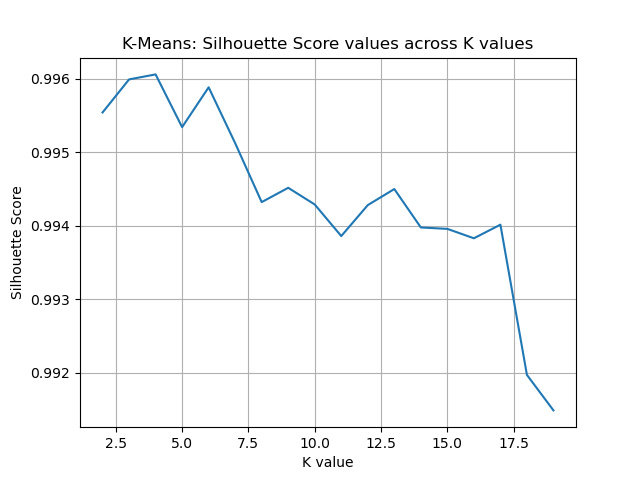 K-Means: Silhouette Score values across K values
0.996
0.995
0.994
0.993
0.992
Silhouette Score
2.5 5.0 7.5 10.0 12.5 15.0 17.5
K value